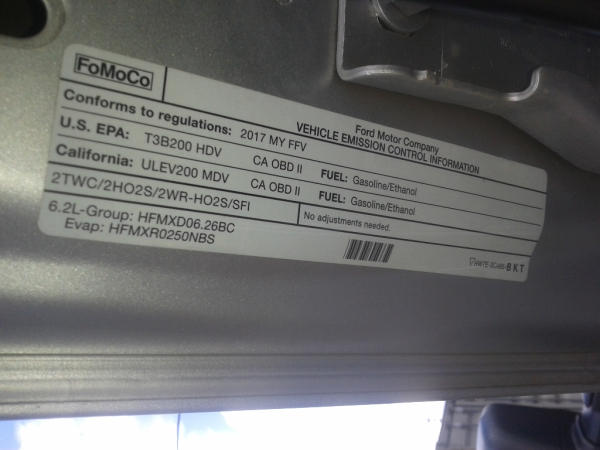 FoMoCo
Ford Motor Company
VEHICLE EMISSION CONTROL INFORMATION
Conforms to regulations: 2017 MY FFV
U.S. EPA: T3B200 HDV CA OBD II FUEL: Gasoline/Ethanol
California: ULEV200 MDV CA OBD II FUEL: Gasoline/Ethanol
2TWC/2HO2S/2WR-HO2S/SFI
No adjustments needed.
6.2L-Group: HFMXD06.26BC
Evap: HFMXR0250NBS
BKT